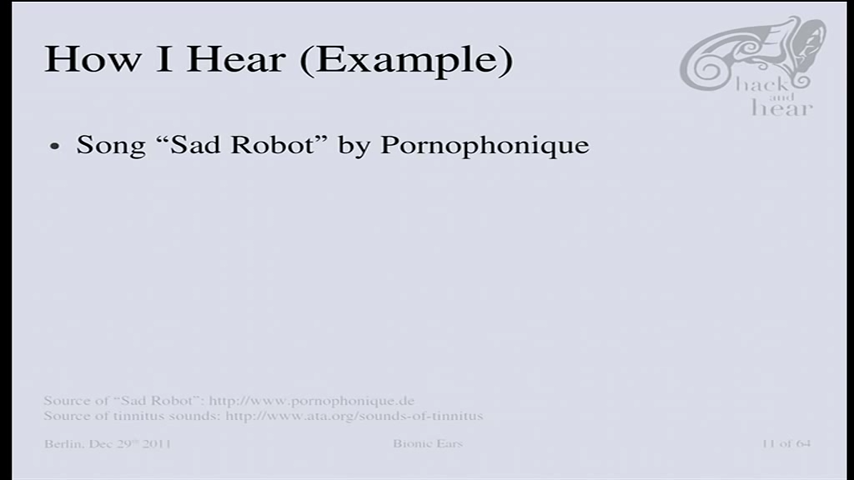 How I Hear (Example)
hack
and
hear
• Song “Sad Robot” by Pornophonique
Source of “Sad Robot”: http://www.pornophonique.de
Source of tinnitus sounds: http://www.ata.org/sounds-of-tinnitus
Berlin, Dec 29th 2011 Bionic Ears 11 of 64